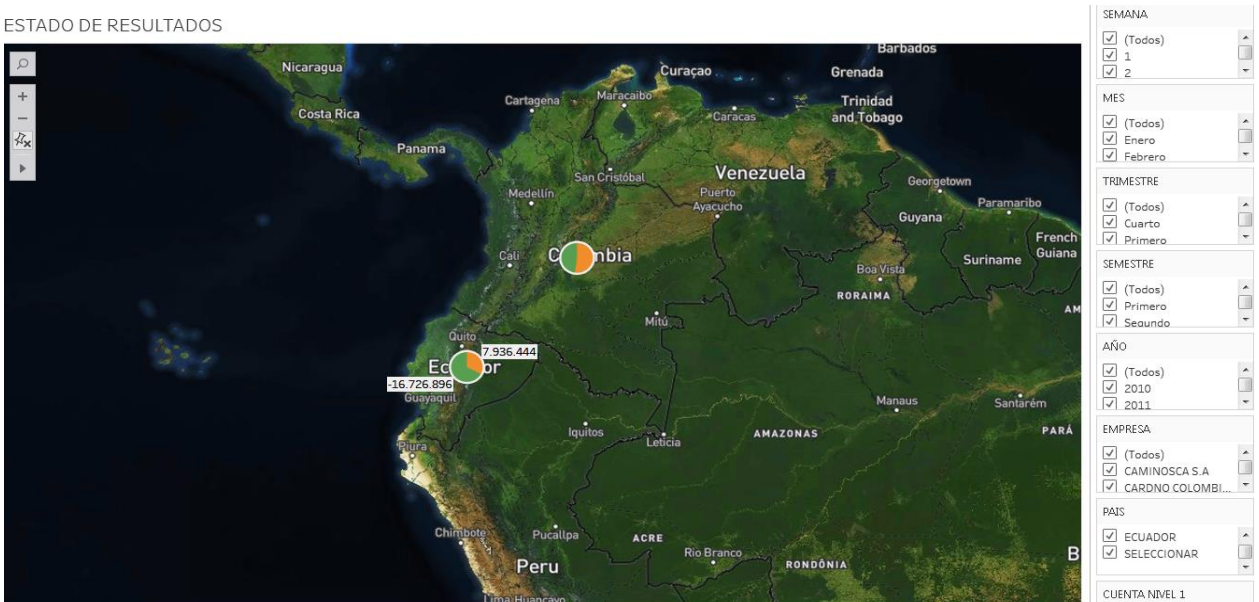 ESTADO DE RESULTADOS
Barbados
Nicaragua
Curaçao
Grenada
Cartagena
Maracaibo
Trinidad
and Tobago
Costa Rica
Caracas
Panama
San Cristóbal
Venezuela
Medellín
Puerto
Ayacucho
Georgetown
Paramaribo
Guyana
French
Guiana
Cali
Suriname
Boa Vista
RORAIMA
AM
Mitú
Quito
7.936.444
-16.726.896
Guayaquil
Manaus
Santarém
Iquitos
Leticia
AMAZONAS
PARÁ
Piura
Chimbote
Pucallpa
ACRE
Rio Branco
RONDÔNIA
B
Peru
Lima Huancayo
SEMANA
(Todos)
1
2
MES
(Todos)
Enero
Febrero
TRIMESTRE
(Todos)
Cuarto
Primero
SEMESTRE
(Todos)
Primero
Segundo
AÑO
(Todos)
2010
2011
EMPRESA
(Todos)
CAMINOSCA S.A
CARDNO COLOMBI...
PAIS
ECUADOR
SELECCIONAR
CUENTA NIVEL 1